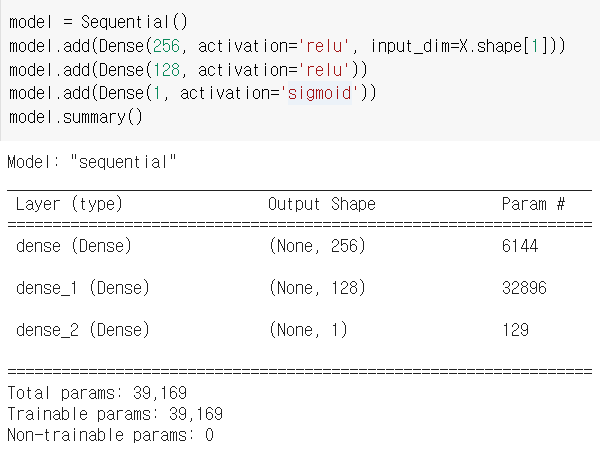 model = Sequential()
model.add(Dense(256, activation='relu', input_dim=X.shape[1]))
model.add(Dense(128, activation='relu'))
model.add(Dense(1, activation='sigmoid'))
model.summary()
Model: "sequential"
Layer (type) Output Shape Param #
dense (Dense) (None, 256) 6144
dense_1 (Dense) (None, 128) 32896
dense_2 (Dense) (None, 1) 129
Total params: 39,169
Trainable params: 39,169
Non-trainable params: 0